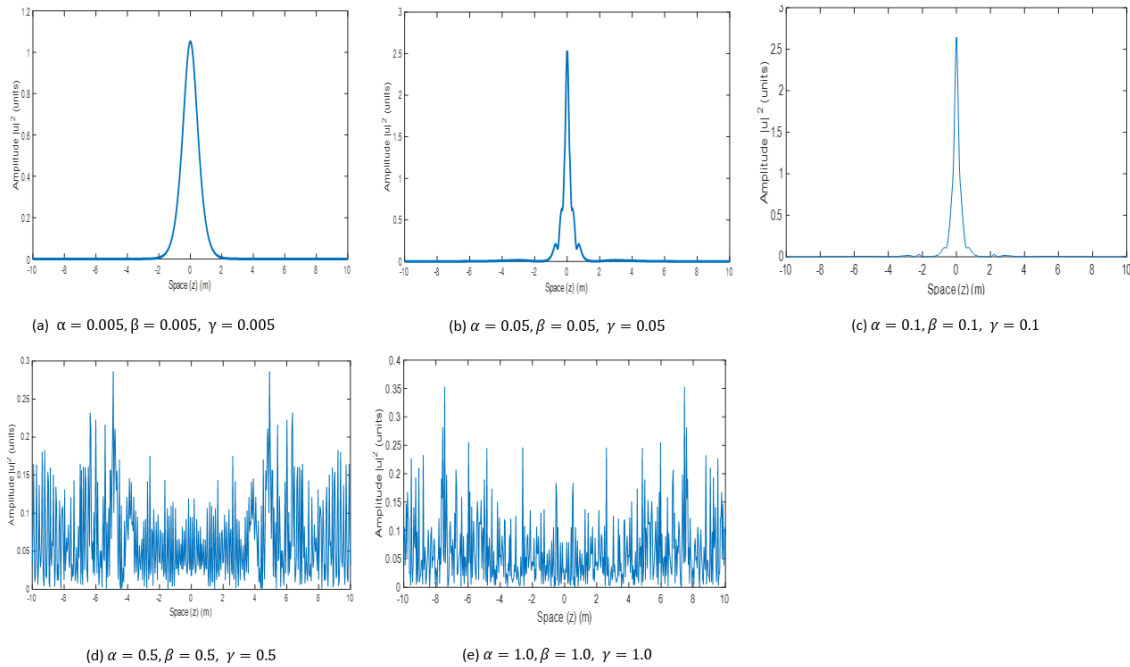 1.2
1
0.8
0.6
0.4
0.2
0
-10 -8 -6 -4 -2 0 2 4 6 8 10
Amplitude |u|² (units)
Space (z) (m)
(a) α = 0.005, β = 0.005, γ = 0.005
3
2.5
2
1.5
1
0.5
0
-10 -8 -6 -4 -2 0 2 4 6 8 10
Amplitude |u|² (units)
Space (z) (m)
(b) α = 0.05, β = 0.05, γ = 0.05
3
2.5
2
1.5
1
0.5
0
-10 -8 -6 -4 -2 0 2 4 6 8 10
Amplitude |u|² (units)
Space (z) (m)
(c) α = 0.1, β = 0.1, γ = 0.1
0.3
0.25
0.2
0.15
0.1
0.05
0
-10 -8 -6 -4 -2 0 2 4 6 8 10
Amplitude |u|² (units)
Space (z) (m)
(d) α = 0.5, β = 0.5, γ = 0.5
0.4
0.35
0.3
0.25
0.2
0.15
0.1
0.05
0
-10 -8 -6 -4 -2 0 2 4 6 8 10
Amplitude |u|² (units)
Space (z) (m)
(e) α = 1.0, β = 1.0, γ = 1.0